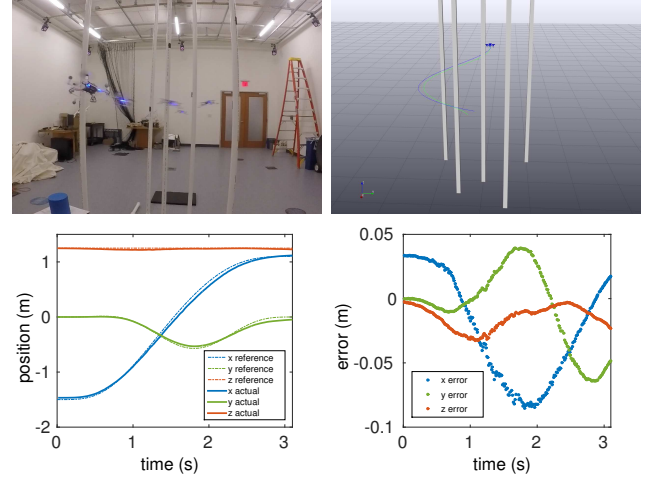 position (m)
1
0
-1
-2
x reference
y reference
z reference
x actual
y actual
z actual
0
1
2
3
time (s)
error (m)
0.05
0
-0.05
-0.1
x error
y error
z error
0
1
2
3
time (s)